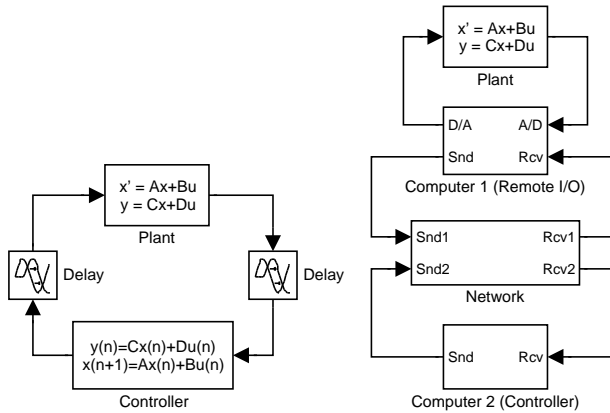 x' = Ax+Bu
y = Cx+Du
Plant
Delay
Delay
y(n)=Cx(n)+Du(n)
x(n+1)=Ax(n)+Bu(n)
Controller
x' = Ax+Bu
y = Cx+Du
Plant
D/A A/D
Snd Rcv
Computer 1 (Remote I/O)
Snd1 Rcv1
Snd2 Rcv2
Network
Snd Rcv
Computer 2 (Controller)